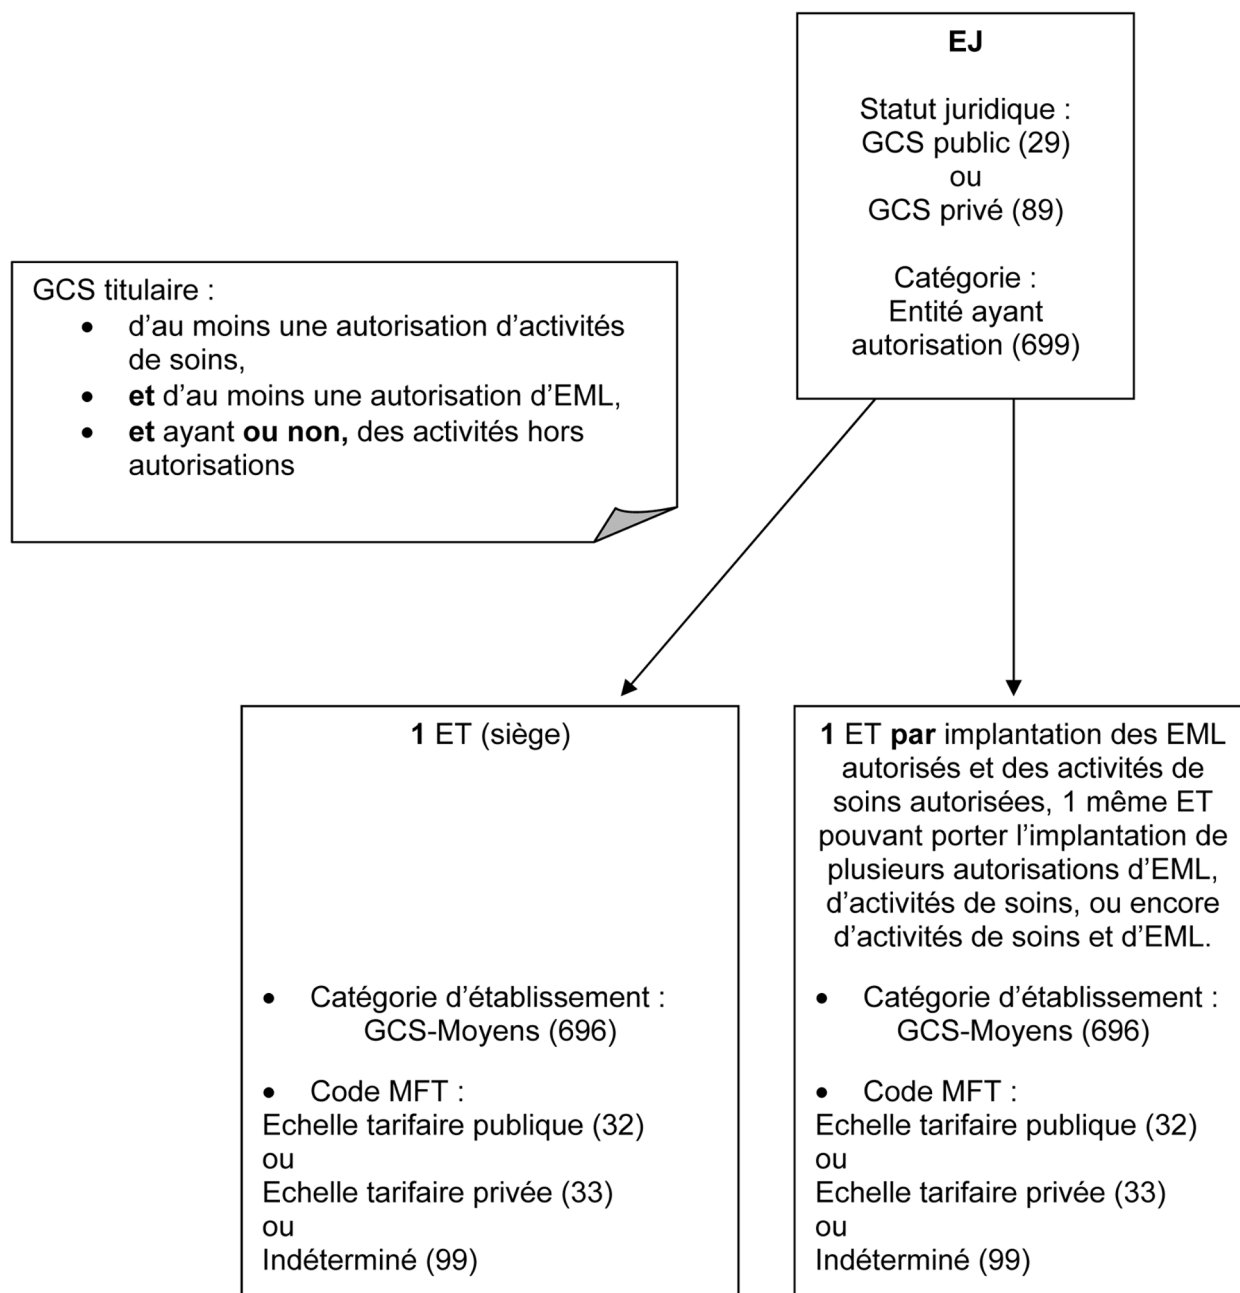 EJ
Statut juridique :
GCS public (29)
ou
GCS privé (89)
Catégorie :
Entité ayant
autorisation (699)
GCS titulaire :
• d’au moins une autorisation d’activités
de soins,
• et d’au moins une autorisation d’EML,
• et ayant ou non, des activités hors
autorisations
1 ET (siège)
• Catégorie d’établissement :
GCS-Moyens (696)
• Code MFT :
Echelle tarifaire publique (32)
ou
Echelle tarifaire privée (33)
ou
Indéterminé (99)
1 ET par implantation des EML
autorisés et des activités de
soins autorisées, 1 même ET
pouvant porter l’implantation de
plusieurs autorisations d’EML,
d’activités de soins, ou encore
d’activités de soins et d’EML.
• Catégorie d’établissement :
GCS-Moyens (696)
• Code MFT :
Echelle tarifaire publique (32)
ou
Echelle tarifaire privée (33)
ou
Indéterminé (99)